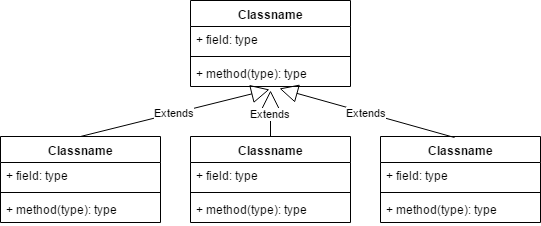 Classname
+ field: type
+ method(type): type
Extends
Extends
Extends
Classname
+ field: type
+ method(type): type
Classname
+ field: type
+ method(type): type
Classname
+ field: type
+ method(type): type